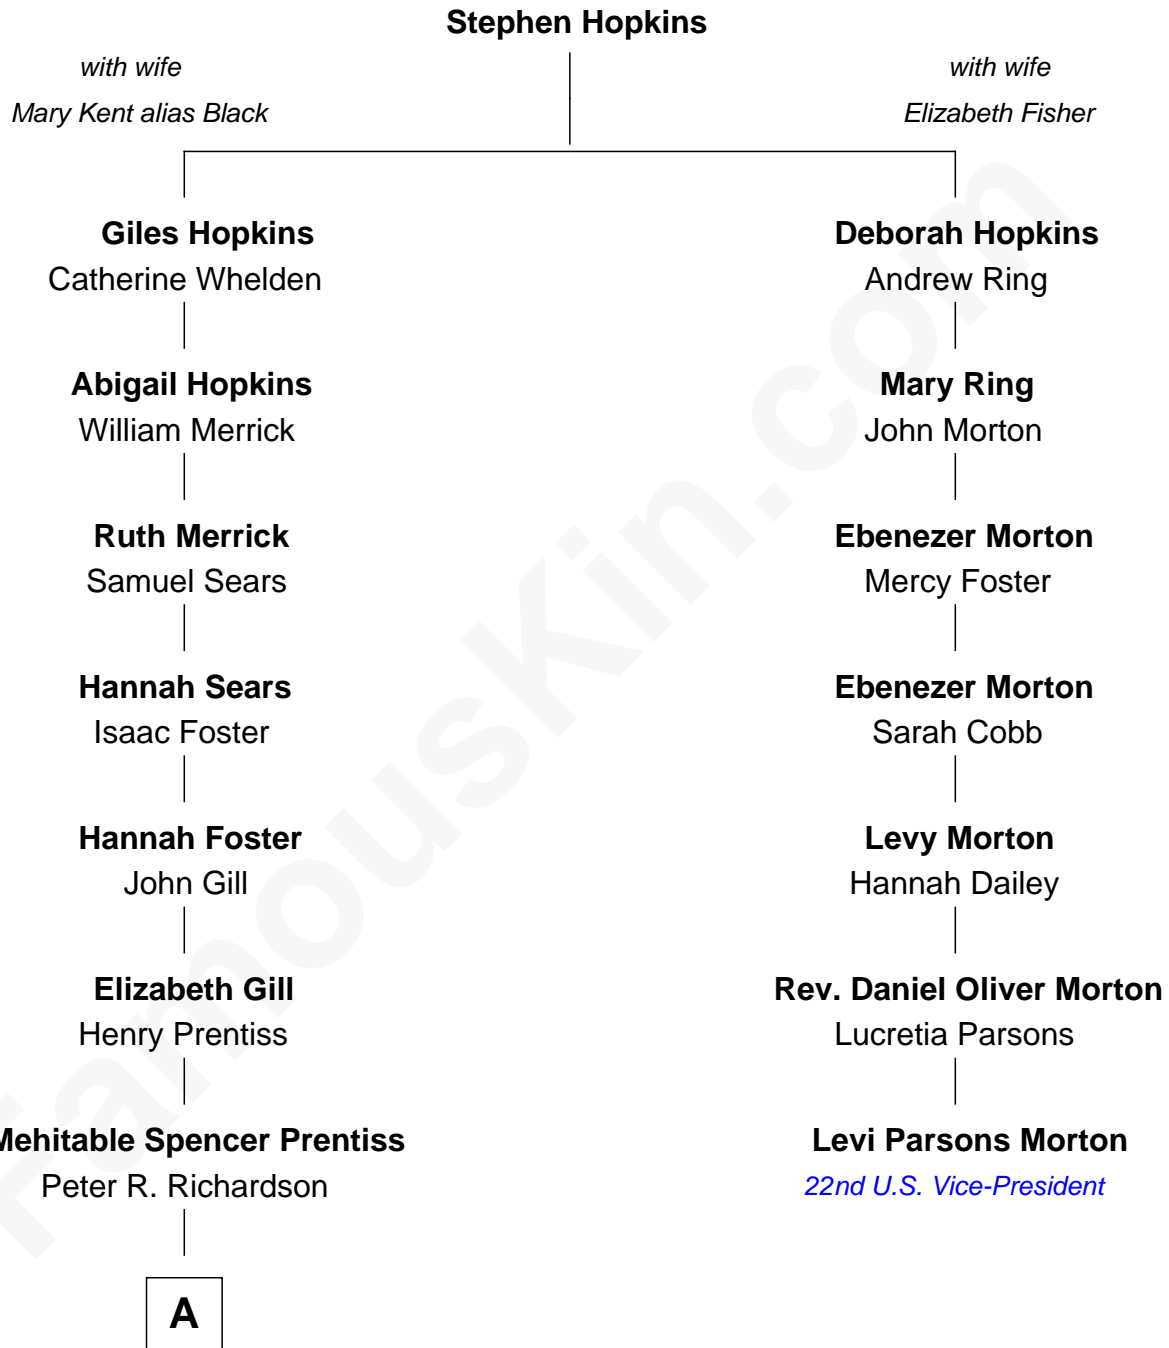 Stephen Hopkins
with wife
Mary Kent alias Black
with wife
Elizabeth Fisher
Giles Hopkins
Catherine Whelden
Deborah Hopkins
Andrew Ring
Abigail Hopkins
William Merrick
Mary Ring
John Morton
Ruth Merrick
Samuel Sears
Ebenezer Morton
Mercy Foster
Hannah Sears
Isaac Foster
Ebenezer Morton
Sarah Cobb
Hannah Foster
John Gill
Levy Morton
Hannah Dailey
Elizabeth Gill
Henry Prentiss
Rev. Daniel Oliver Morton
Lucretia Parsons
Mehitable Spencer Prentiss
Peter R. Richardson
Levi Parsons Morton
22nd U.S. Vice-President
A
FamousKin.com